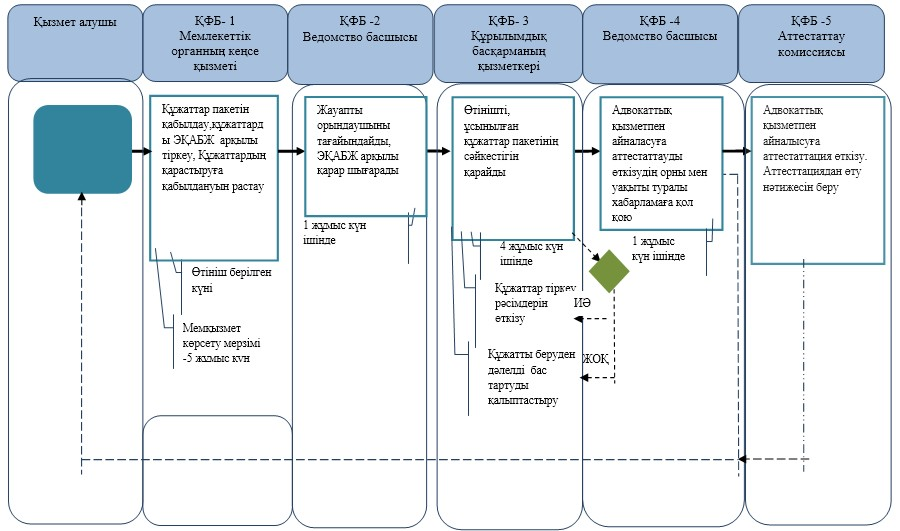 Қызмет алушы
ҚФБ- 1
Мемлекеттік
органның кеңсе
қызметі
ҚФБ -2
Ведомство басшысы
ҚФБ- 3
Құрылымдық
басқарманың
қызметкері
ҚФБ -4
Ведомство басшысы
ҚФБ -5
Аттестаттау
комиссиясы
Құжаттар пакетін
қабылдау,құжаттард
ы ЭҚАБЖ арқылы
тіркеу, Құжаттардың
қарастыруға
қабылдануын растау
Жауапты
орындаушыны
тағайындайды,
ЭҚАБЖ арқылы
қарар шығарады
Өтінішті,
ұсынылған
құжаттар пакетінін
сәйкестігін
қарайды
Адвокаттық
қызметпен
айналасуға
аттестаттауды
өткізудің орны мен
уақыты туралы
хабарламаға қол
қою
Адвокаттық
қызметпен
айналысуға
аттестаттация өткізу.
Аттесттациядан өту
нәтижесін беру
Өтініш берілген
күні
Мемқызмет
көрсету мерзімі
-5 жұмыс күн
1 жұмыс күн
ішінде
4 жұмыс күн
ішінде
Құжаттар тіркеу
рәсімдерін
өткізу
Құжатты беруден
дәлелді бас
тартуды
қалыптастыру
ИӘ
ЖОҚ
1 жұмыс
күн ішінде